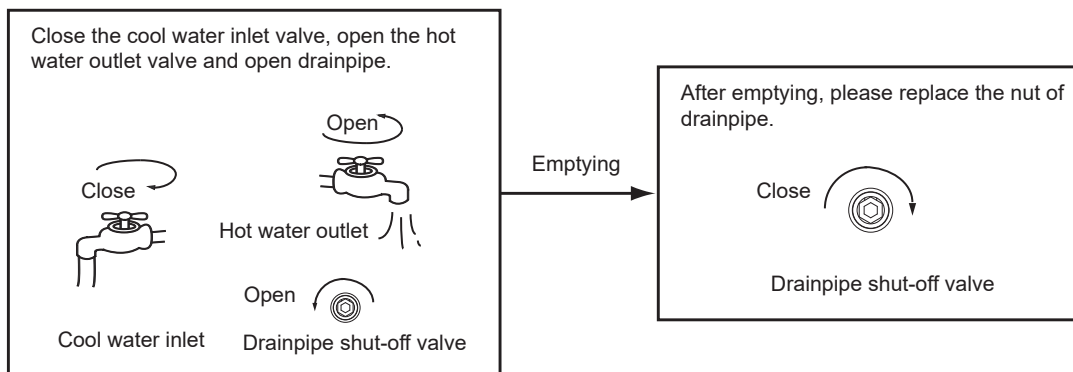 Close the cool water inlet valve, open the hot
water outlet valve and open drainpipe.
Open
Close
Hot water outlet
Open
Cool water inlet
Drainpipe shut-off valve
Emptying
After emptying, please replace the nut of
drainpipe.
Close
Drainpipe shut-off valve